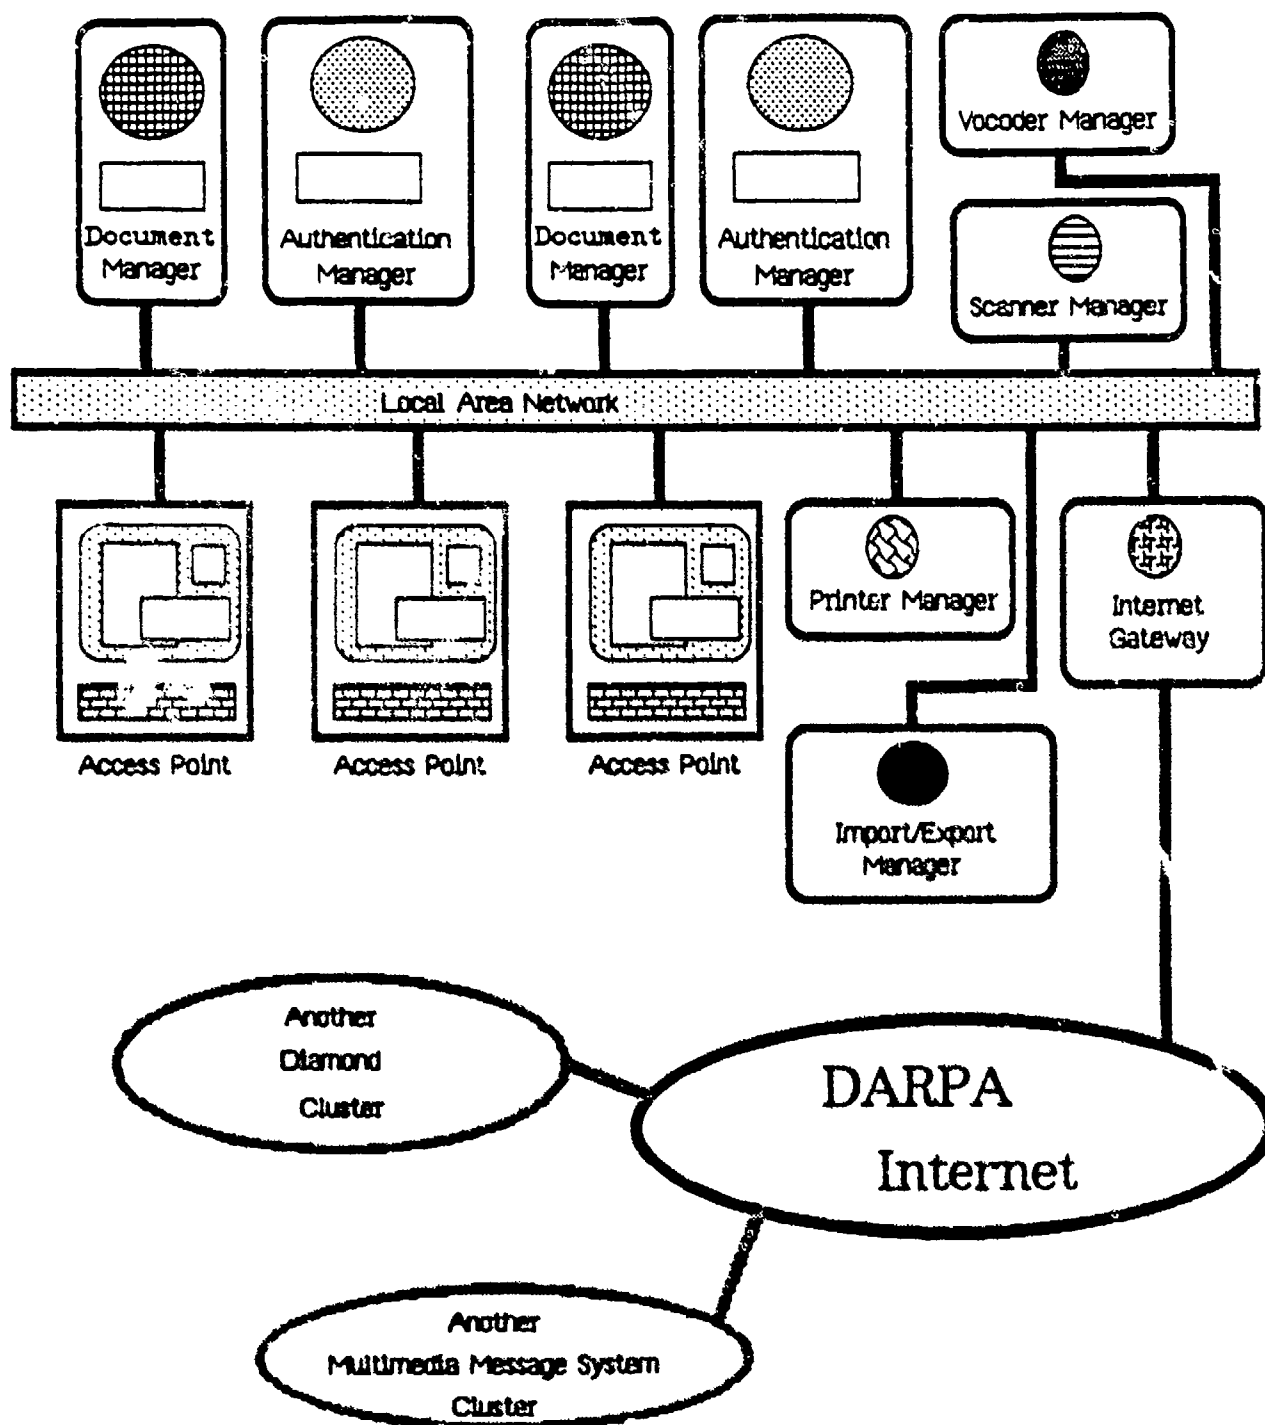 Document
Manager
Authentication
Manager
Document
Manager
Authentication
Manager
Vocoder Manager
Scanner Manager
Local Area Network
Access Point
Access Point
Access Point
Printer Manager
Internet
Gateway
Import/Export
Manager
Another
Diamond
Cluster
DARPA
Internet
Another
Multimedia Message System
Cluster